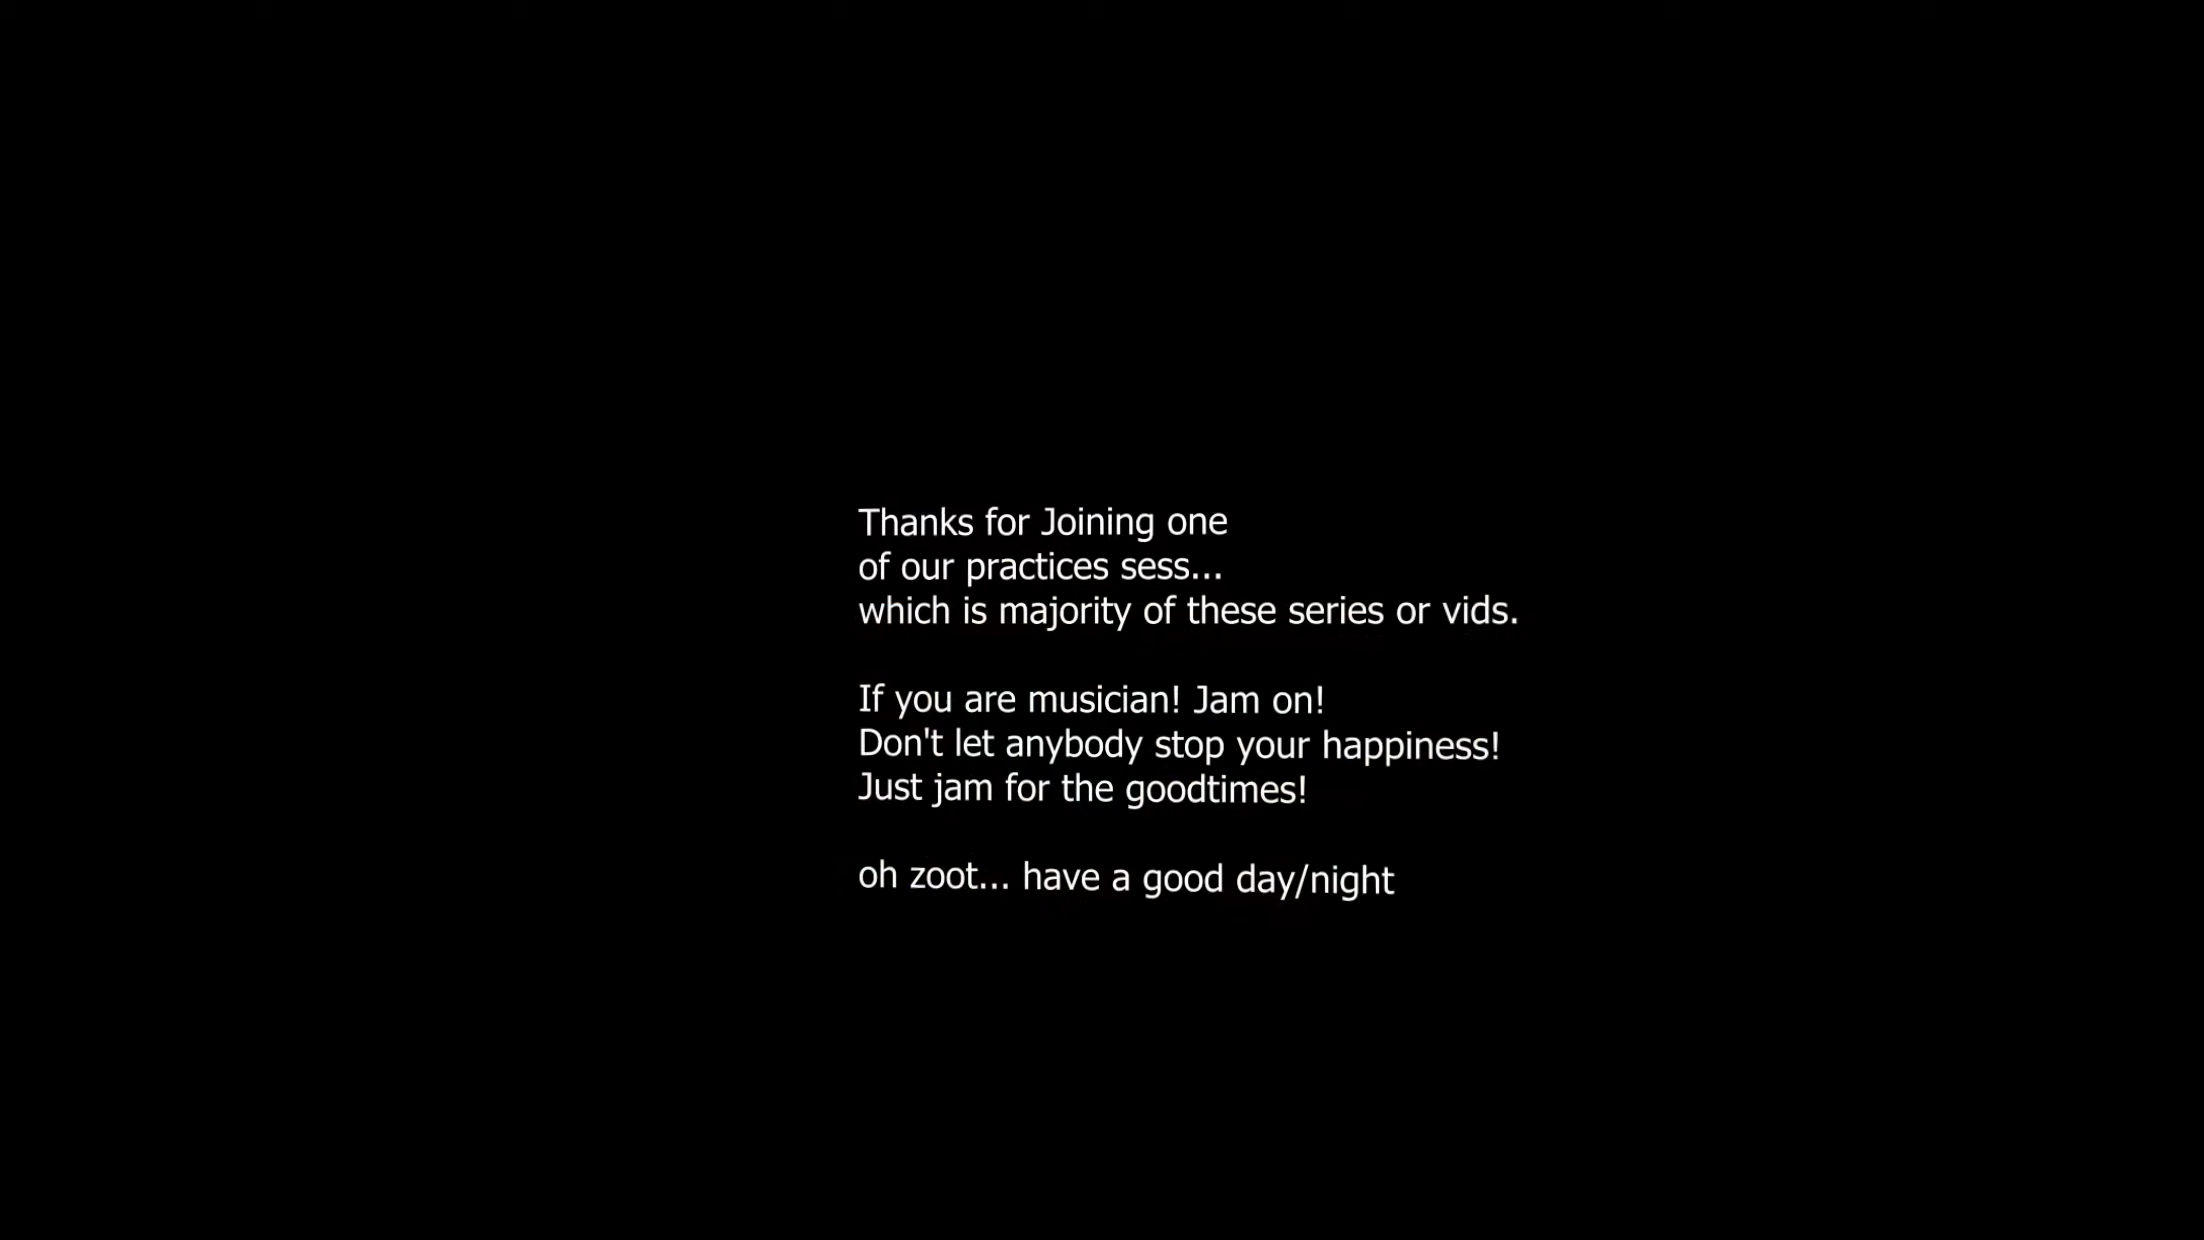 Thanks for Joining one
of our practices sess...
which is majority of these series or vids.
If you are musician! Jam on!
Don't let anybody stop your happiness!
Just jam for the goodtimes!
oh zoot... have a good day/night